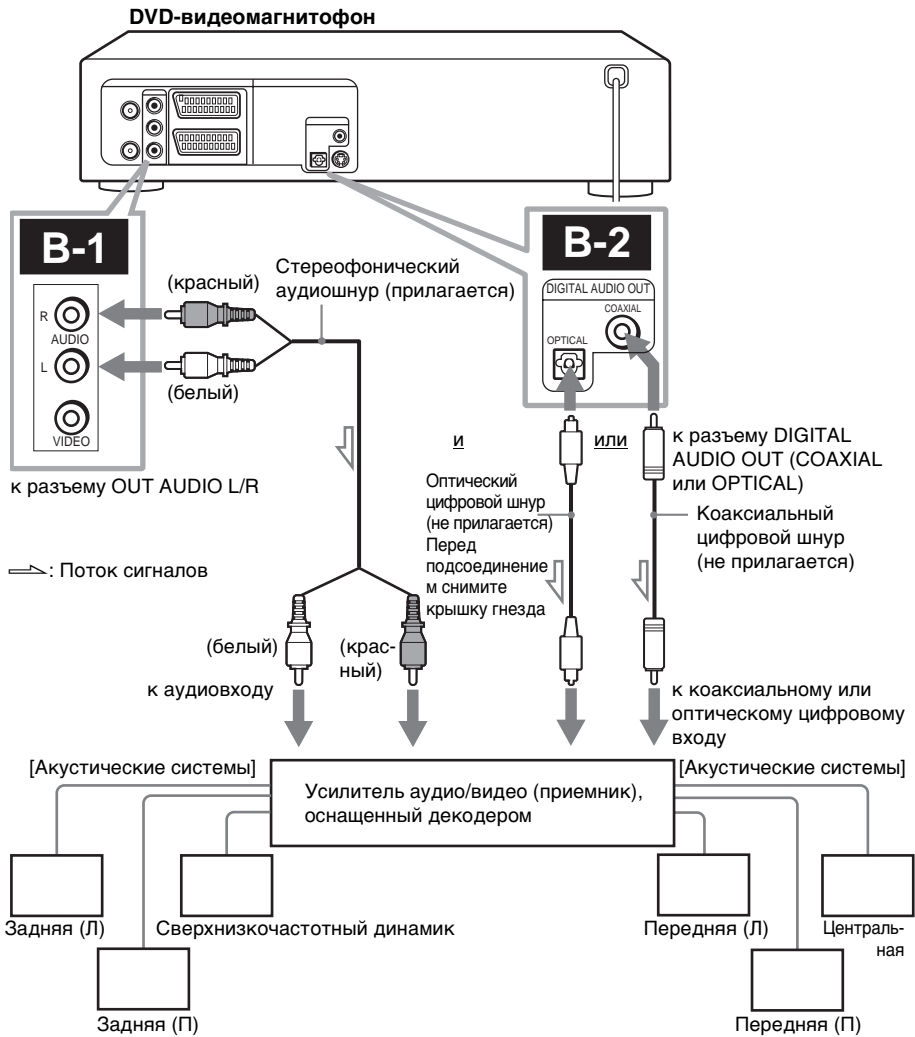 DVD-видеомагнитофон
B-1
B-2
(красный)
Стереофонический
аудиошнур (прилагается)
R
AUDIO
L
VIDEO
(белый)
DIGITAL AUDIO OUT
COAXIAL
OPTICAL
к разъему OUT AUDIO L/R
и
или
к разъему DIGITAL
AUDIO OUT (COAXIAL
или OPTICAL)
Оптический
цифровой шнур
(не прилагается)
Перед
подсоединение
м снимите
крышку гнезда
Коаксиальный
цифровой шнур
(не прилагается)
: Поток сигналов
(белый)
(крас-
ный)
к аудиовходу
к коаксиальному или
оптическому цифровому
входу
[Акустические системы]
[Акустические системы]
Усилитель аудио/видео (приемник),
оснащенный декодером
Задняя (Л)
Сверхнизкочастотный динамик
Передняя (Л)
Централь-
ная
Задняя (П)
Передняя (П)